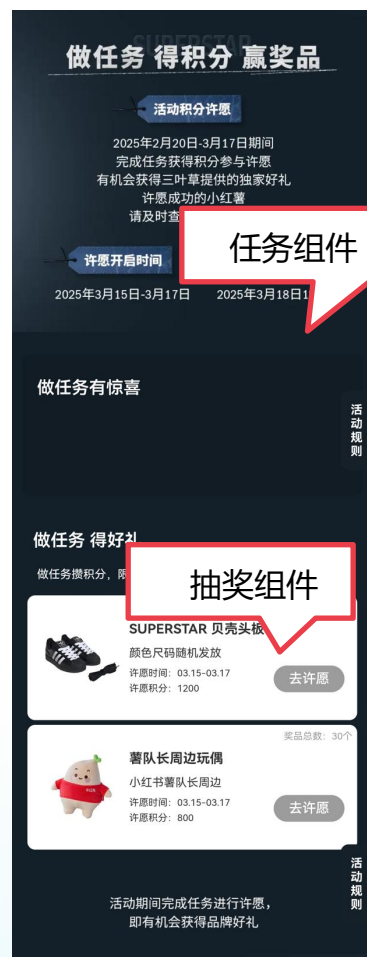 SUPERSTAR
做任务 得积分 赢奖品
活动积分许愿
2025年2月20日-3月17日期间
完成任务获得积分参与许愿
有机会获得三叶草提供的独家好礼
许愿成功的小红薯
请及时查
任务组件
许愿开启时间
2025年3月15日-3月17日
2025年3月18日1
做任务有惊喜
活动规则
做任务 得好礼
做任务攒积分，限
抽奖组件
SUPERSTAR 贝壳头板
颜色尺码随机发放
许愿时间：03.15-03.17
许愿积分：1200
去许愿
奖品总数：30个
薯队长周边玩偶
小红书薯队长周边
许愿时间：03.15-03.17
许愿积分：800
去许愿
活动规则
活动期间完成任务进行许愿，
即有机会获得品牌好礼